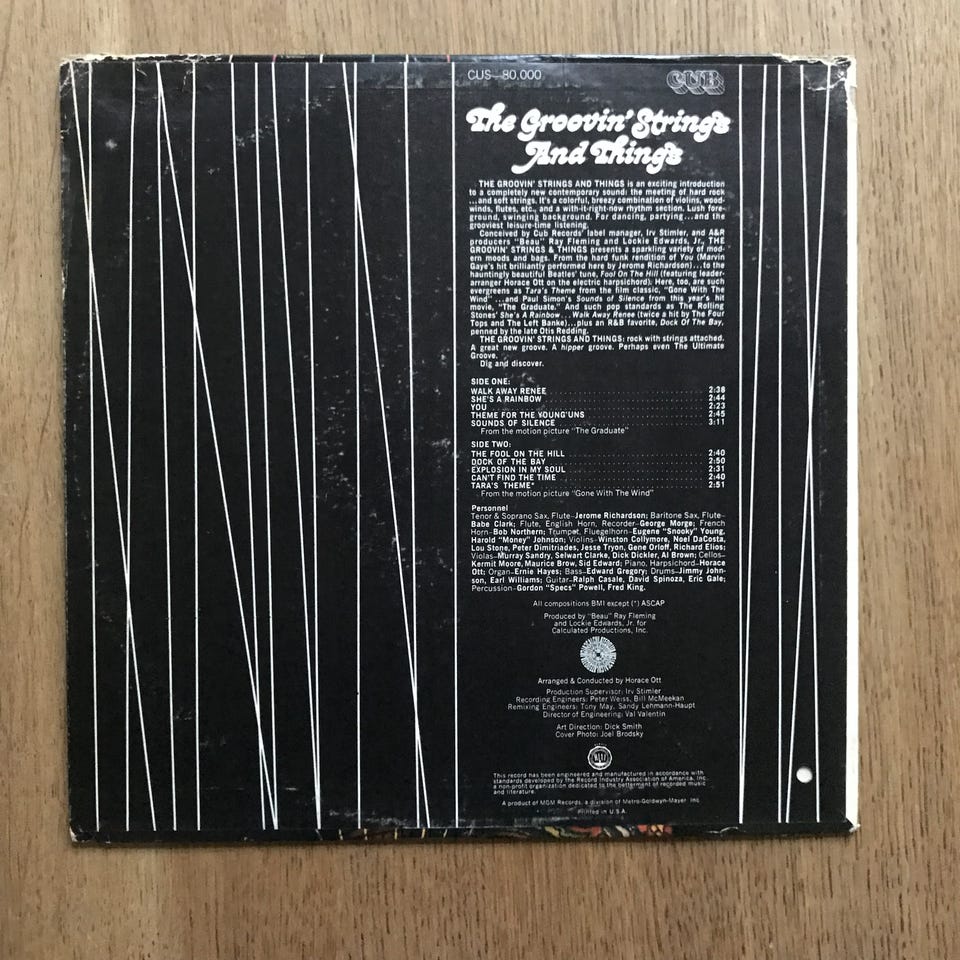 CUS—80,000
CUB
The Groovin' Strings
And Things
THE GROOVIN' STRINGS AND THINGS is an exciting introduction
to a completely new contemporary sound: the meeting of hard rock
...and soft strings. It's a colorful, breezy combination of violins, wood-
winds, flutes, etc., and a with-it-right-now rhythm section. Lush fore-
ground, swinging background. For dancing, partying...and the
grooviest leisure-time listening.
Conceived by Cub Records' label manager, Irv Stimler, and A&R
producers "Beau" Ray Fleming and Lockie Edwards, Jr., THE
GROOVIN' STRINGS & THINGS presents a sparkling variety of mod-
ern moods and bags. From the hard funk rendition of You (Marvin
Gaye's hit brilliantly performed here by Jerome Richardson)...to the
hauntingly beautiful Beatles' tune, Fool On The Hill (featuring leader-
arranger Horace Ott on the electric harpsichord). Here, too, are such
evergreens as Tara's Theme from the film classic, "Gone With The
Wind"...and Paul Simon's Sounds of Silence from this year's hit
movie, "The Graduate." And such pop standards as The Rolling
Stones' She's A Rainbow...Walk Away Renee (twice a hit by The Four
Tops and The Left Banke)...plus an R&B favorite, Dock Of The Bay,
penned by the late Otis Redding.
THE GROOVIN' STRINGS AND THINGS: rock with strings attached.
A great new groove. A hipper groove. Perhaps even The Ultimate
Groove.
Dig and discover.
SIDE ONE:
WALK AWAY RENEE 2:38
SHE'S A RAINBOW 2:44
YOU 2:23
THEME FOR THE YOUNG'UNS 2:45
SOUNDS OF SILENCE 3:11
From the motion picture "The Graduate"
SIDE TWO:
THE FOOL ON THE HILL 2:40
DOCK OF THE BAY 2:50
EXPLOSION IN MY SOUL 2:31
CAN'T FIND THE TIME 2:40
TARA'S THEME* 2:51
From the motion picture "Gone With The Wind"
Personnel
Tenor & Soprano Sax, Flute–Jerome Richardson; Baritone Sax, Flute–
Babe Clark; Flute, English Horn, Recorder–George Morge; French
Horn–Bob Northern; Trumpet, Fluegelhorn–Eugene "Snooky" Young,
Harold "Money" Johnson; Violins–Winston Collymore, Noel DaCosta,
Lou Stone, Peter Dimitriades, Jesse Tryon, Gene Orloff, Richard Elios;
Violas–Murray Sandry, Selwart Clarke, Dick Dickler, Al Brown; Cellos–
Kermit Moore, Maurice Brow, Sid Edward; Piano, Harpsichord–Horace
Ott; Organ–Ernie Hayes; Bass–Edward Gregory; Drums–Jimmy John-
son, Earl Williams; Guitar–Ralph Casale, David Spinoza, Eric Gale;
Percussion–Gordon "Specs" Powell, Fred King.
All compositions BMI except (*) ASCAP
Produced by "Beau" Ray Fleming
and Lockie Edwards, Jr. for
Calculated Productions, Inc.
Arranged & Conducted by Horace Ott
Production Supervisor: Irv Stimler
Recording Engineers: Peter Weiss, Bill McMeekan
Remixing Engineers: Tony May, Sandy Lehmann-Haupt
Director of Engineering: Val Valentin
Art Direction: Dick Smith
Cover Photo: Joel Brodsky
This record has been engineered and manufactured in accordance with
standards developed by the Record Industry Association of America, Inc.,
a non-profit organization dedicated to the betterment of recorded music
and literature.
A product of MGM Records, a division of Metro-Goldwyn-Mayer Inc.
Printed in U.S.A.